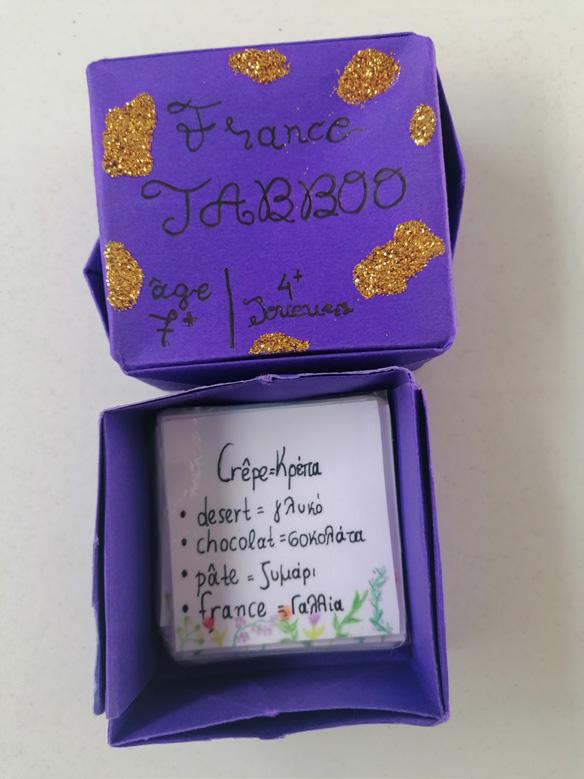 France
TABBOO
âge
7+
4+
Joueurs
Crêpe=Κρέπα
• desert = γλυκό
• chocolat = σοκολάτα
• pâte = ζυμάρι
• france = Γαλλία